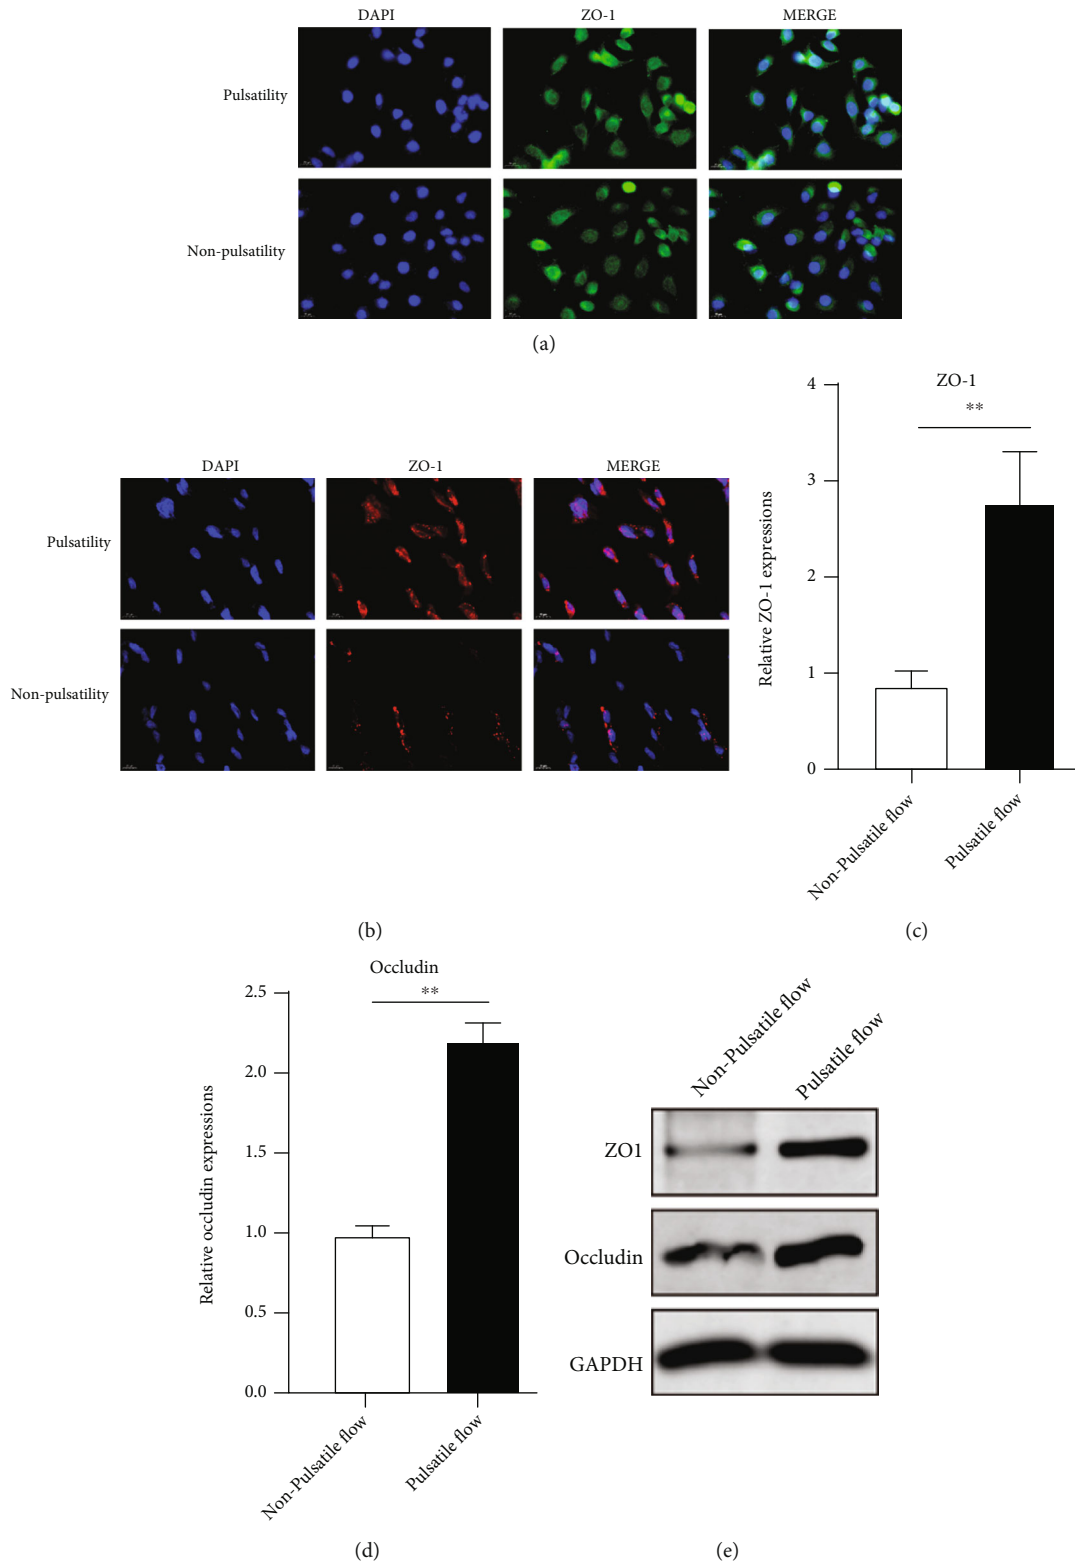 DAPI ZO-1 MERGE
Pulsatility
Non-pulsatility
(a)
DAPI ZO-1 MERGE
Pulsatility
Non-pulsatility
(b)
ZO-1
**
Relative ZO-1 expressions
4
3
2
1
0
Non-Pulsatile flow
Pulsatile flow
(c)
Occludin
**
Relative occludin expressions
2.5
2.0
1.5
1.0
0.5
0.0
Non-Pulsatile flow
Pulsatile flow
(d)
Non-Pulsatile flow
Pulsatile flow
ZO1
Occludin
GAPDH
(e)